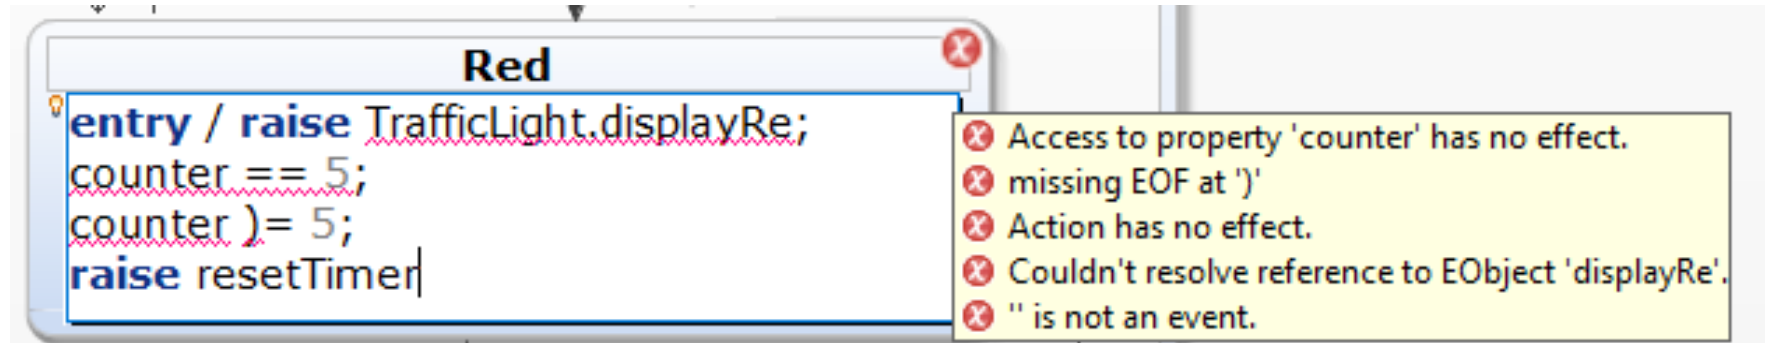 Red
entry / raise TrafficLight.displayRe;
counter == 5;
counter )= 5;
raise resetTimer
Access to property 'counter' has no effect.
missing EOF at ')'
Action has no effect.
Couldn't resolve reference to EObject 'displayRe'.
'' is not an event.